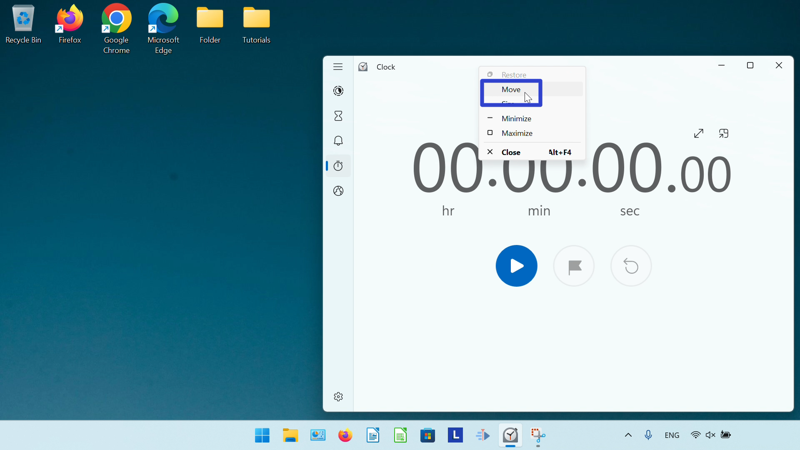 Recycle Bin
Firefox
Google
Chrome
Microsoft
Edge
Folder
Tutorials
Clock
Restore
Move
Minimize
Maximize
Close Alt+F4
00:00:00.00
hr min sec
L
ENG